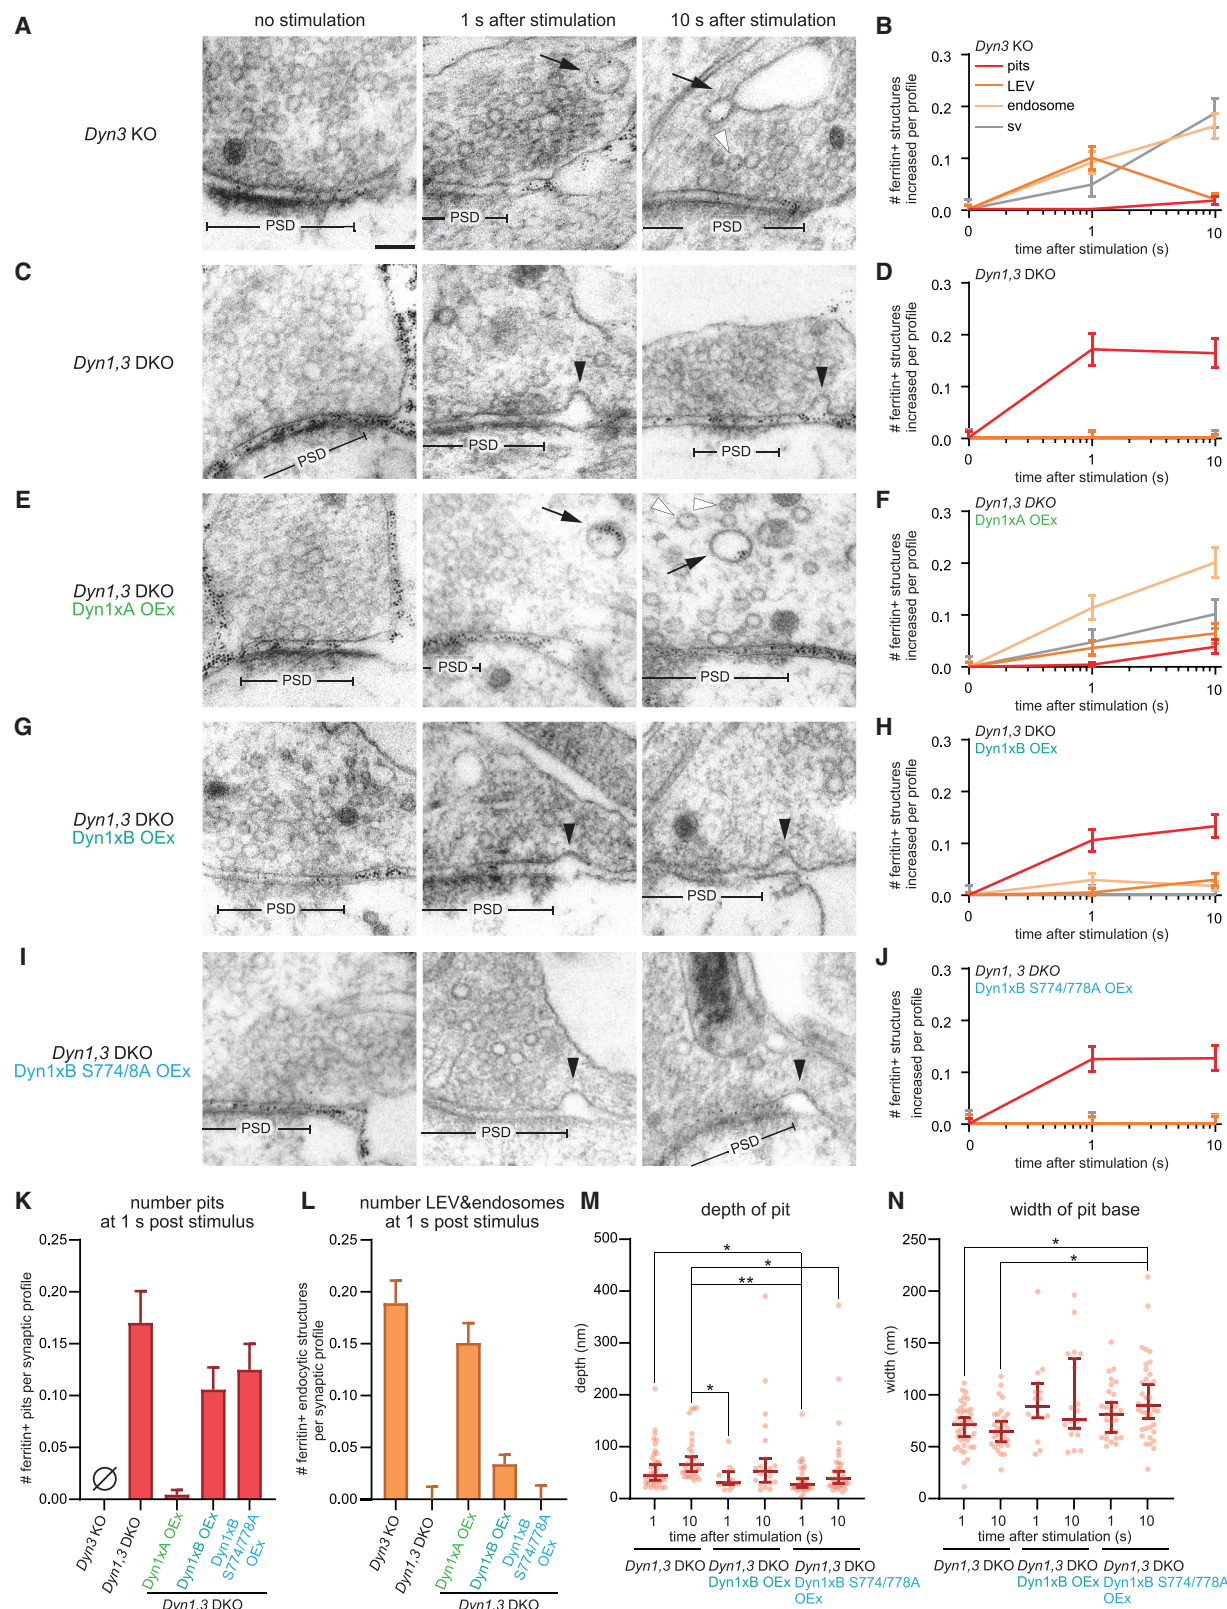 A
no stimulation
1 s after stimulation
10 s after stimulation
Dyn3 KO
PSD
PSD
PSD
B
Dyn3 KO
pits
LEV
endosome
sv
# ferritin+ structures
increased per profile
0.3
0.2
0.1
0.0
0
1
10
time after stimulation (s)
C
Dyn1,3 DKO
PSD
PSD
PSD
D
Dyn1,3 DKO
# ferritin+ structures
increased per profile
0.3
0.2
0.1
0.0
0
1
10
time after stimulation (s)
E
Dyn1,3 DKO
Dyn1xA OEx
PSD
PSD
PSD
F
Dyn1,3 DKO
Dyn1xA OEx
# ferritin+ structures
increased per profile
0.3
0.2
0.1
0.0
0
1
10
time after stimulation (s)
G
Dyn1,3 DKO
Dyn1xB OEx
PSD
PSD
PSD
H
Dyn1,3 DKO
Dyn1xB OEx
# ferritin+ structures
increased per profile
0.3
0.2
0.1
0.0
0
1
10
time after stimulation (s)
I
Dyn1,3 DKO
Dyn1xB S774/8A OEx
PSD
PSD
PSD
J
Dyn1, 3 DKO
Dyn1xB S774/778A OEx
# ferritin+ structures
increased per profile
0.3
0.2
0.1
0.0
0
1
10
time after stimulation (s)
K
number pits
at 1 s post stimulus
# ferritin+ pits per synaptic profile
0.25
0.20
0.15
0.10
0.05
0.00
Dyn3 KO
Dyn1,3 DKO
Dyn1xA OEx
Dyn1xB OEx
Dyn1xB
S774/778A
OEx
Dyn1,3 DKO
L
number LEV&endosomes
at 1 s post stimulus
# ferritin+ endocytic structures
per synaptic profile
0.25
0.20
0.15
0.10
0.05
0.00
Dyn3 KO
Dyn1,3 DKO
Dyn1xA OEx
Dyn1xB OEx
Dyn1xB
S774/778A
OEx
Dyn1,3 DKO
M
depth of pit
depth (nm)
500
400
300
200
100
0
*
*
**
*
1
10
1
10
1
10
time after stimulation (s)
Dyn1,3 DKO
Dyn1,3 DKO
Dyn1xB OEx
Dyn1,3 DKO
Dyn1xB S774/778A
OEx
N
width of pit base
width (nm)
250
200
150
100
50
0
*
*
1
10
1
10
1
10
time after stimulation (s)
Dyn1,3 DKO
Dyn1,3 DKO
Dyn1xB OEx
Dyn1,3 DKO
Dyn1xB S774/778A
OEx